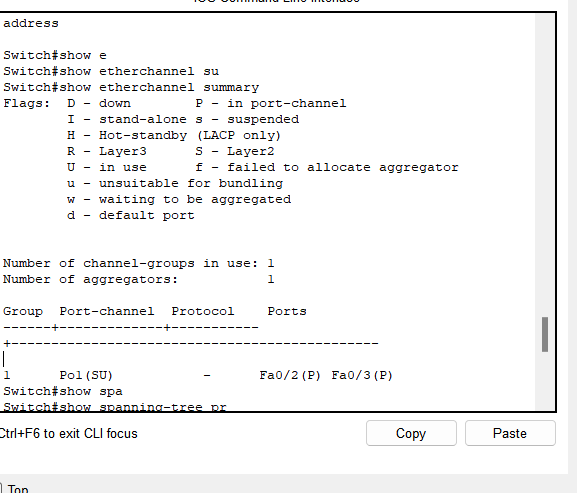 IOS Command Line Interface
address
Switch#show e
Switch#show etherchannel su
Switch#show etherchannel summary
Flags:  D - down        P - in port-channel
        I - stand-alone s - suspended
        H - Hot-standby (LACP only)
        R - Layer3      S - Layer2
        U - in use      f - failed to allocate aggregator
        u - unsuitable for bundling
        w - waiting to be aggregated
        d - default port
Number of channel-groups in use: 1
Number of aggregators:           1
Group  Port-channel  Protocol    Ports
------+-------------+-----------
+----------------------------------------------
1      Po1(SU)           -      Fa0/2(P) Fa0/3(P)
Switch#show spa
Switch#show spanning-tree pr
Ctrl+F6 to exit CLI focus
Copy
Paste
Top